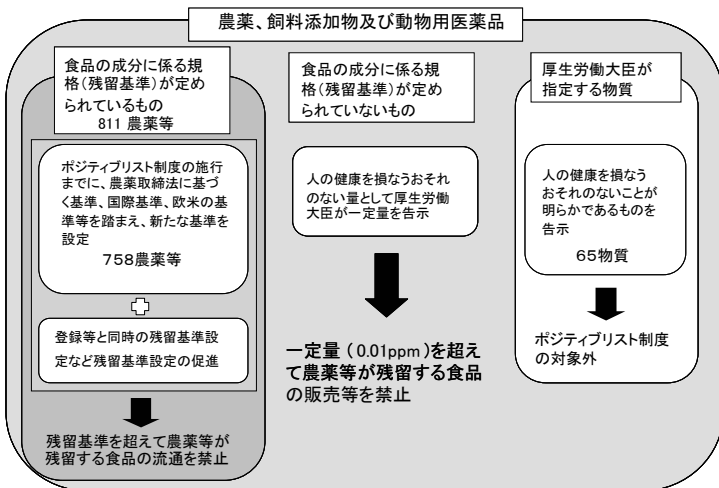 農薬、飼料添加物及び動物用医薬品
食品の成分に係る規
格(残留基準)が定め
られているもの
811 農薬等
ポジティブリスト制度の施行
までに、農薬取締法に基づ
く基準、国際基準、欧米の基
準等を踏まえ、新たな基準を
設定
758農薬等
登録等と同時の残留基準設
定など残留基準設定の促進
残留基準を超えて農薬等が
残留する食品の流通を禁止
食品の成分に係る規
格(残留基準)が定め
られていないもの
人の健康を損なうおそれ
のない量として厚生労働
大臣が一定量を告示
一定量(0.01ppm)を超え
て農薬等が残留する食品
の販売等を禁止
厚生労働大臣が
指定する物質
人の健康を損なう
おそれのないことが
明らかであるものを
告示
65物質
ポジティブリスト制度
の対象外